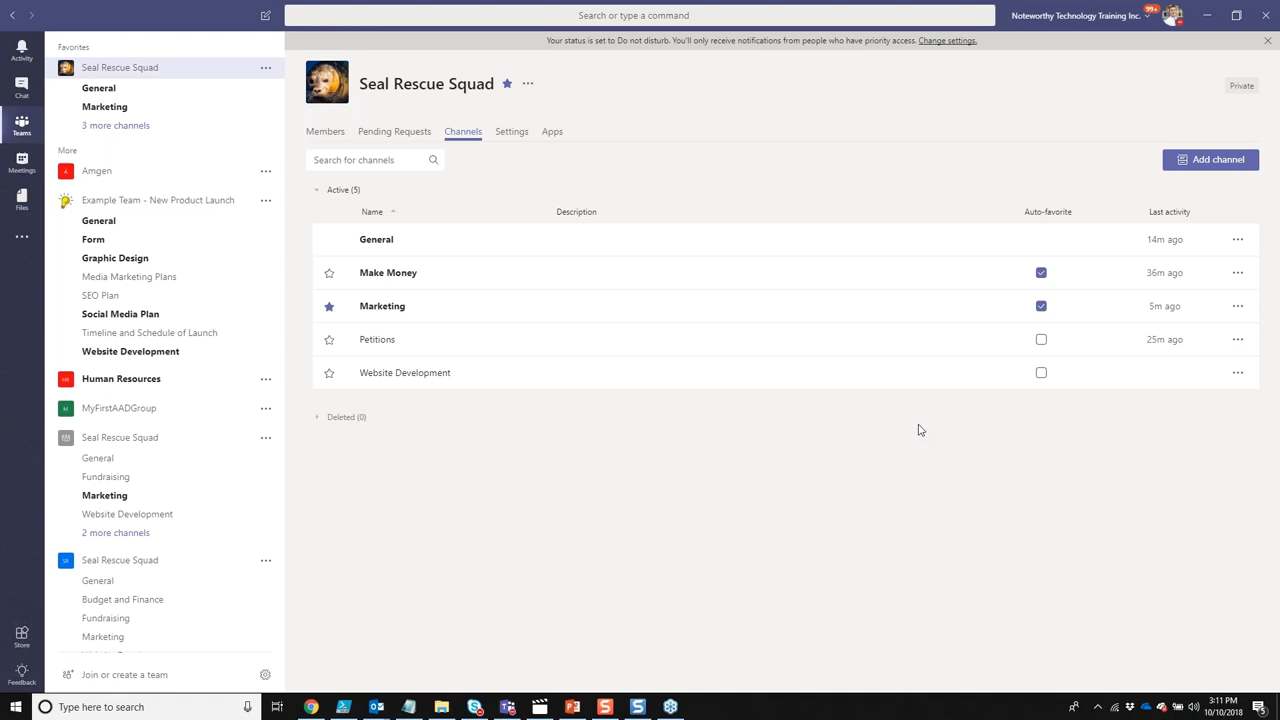 Search or type a command
99+
Noteworthy Technology Training Inc.
Your status is set to Do not disturb. You'll only receive notifications from people who have priority access. Change settings.
Activity
Chat
Teams
Meetings
Files
Store
Feedback
Favorites
Seal Rescue Squad
General
Marketing
3 more channels
More
A
Amgen
Example Team - New Product Launch
General
Form
Graphic Design
Media Marketing Plans
SEO Plan
Social Media Plan
Timeline and Schedule of Launch
Website Development
HR
Human Resources
M
MyFirstAADGroup
Seal Rescue Squad
General
Fundraising
Marketing
Website Development
2 more channels
SR
Seal Rescue Squad
General
Budget and Finance
Fundraising
Marketing
Join or create a team
Seal Rescue Squad
Private
Members Pending Requests Channels Settings Apps
Search for channels
Add channel
Active (5)
Name Description Auto-favorite Last activity
General 14m ago
Make Money 36m ago
Marketing 5m ago
Petitions 25m ago
Website Development
Deleted (0)
Type here to search
3:11 PM
10/10/2018